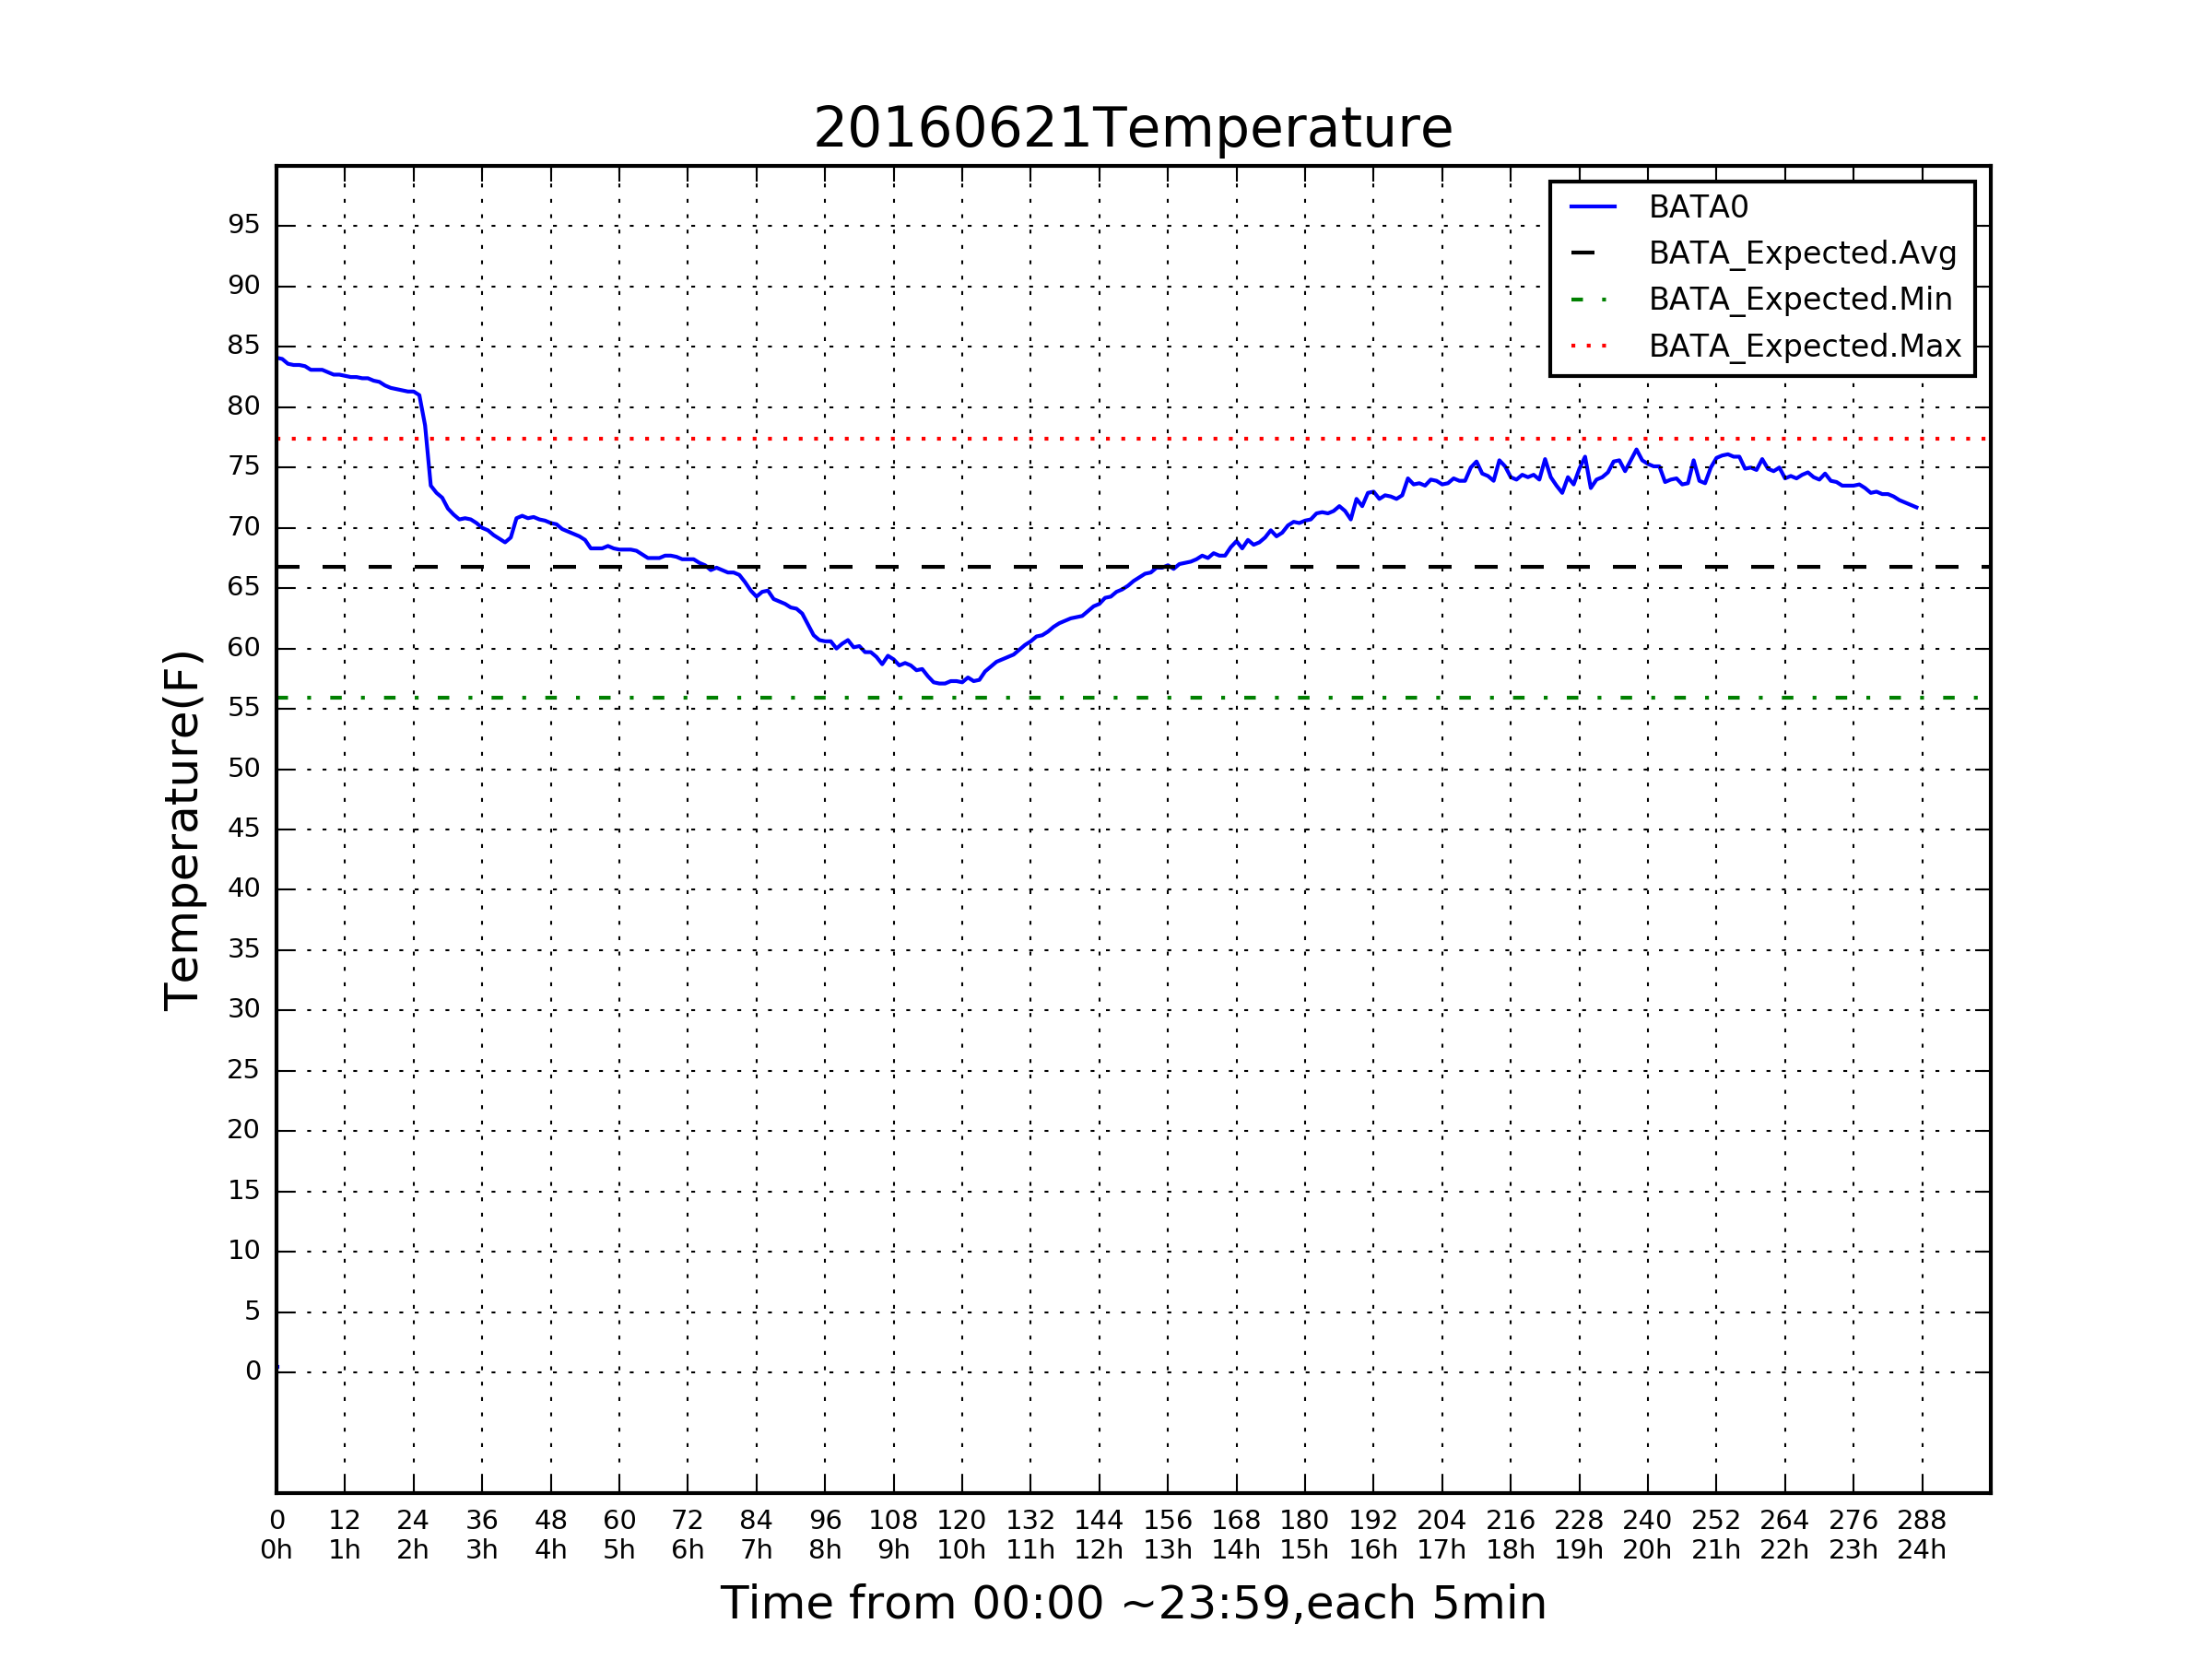 20160621Temperature
BATA0
BATA_Expected.Avg
BATA_Expected.Min
BATA_Expected.Max
Temperature(F)
95
90
85
80
75
70
65
60
55
50
45
40
35
30
25
20
15
10
5
0
0 12 24 36 48 60 72 84 96 108 120 132 144 156 168 180 192 204 216 228 240 252 264 276 288
0h 1h 2h 3h 4h 5h 6h 7h 8h 9h 10h 11h 12h 13h 14h 15h 16h 17h 18h 19h 20h 21h 22h 23h 24h
Time from 00:00 ~23:59,each 5min